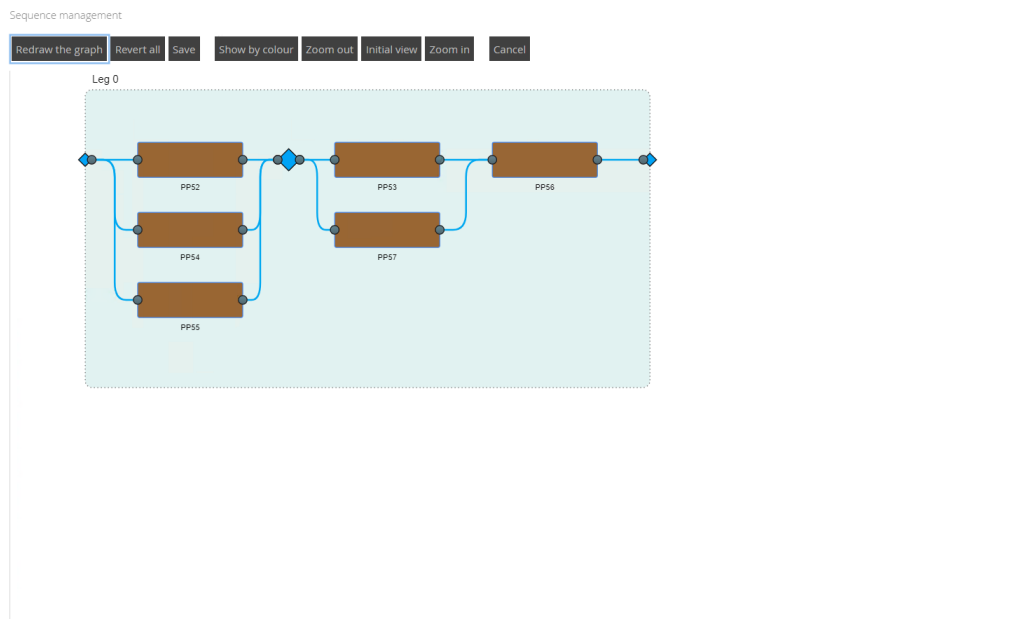 Sequence management
Redraw the graph Revert all Save Show by colour Zoom out Initial view Zoom in Cancel
Leg 0
PP52 PP53 PP56
PP54 PP57
PP55